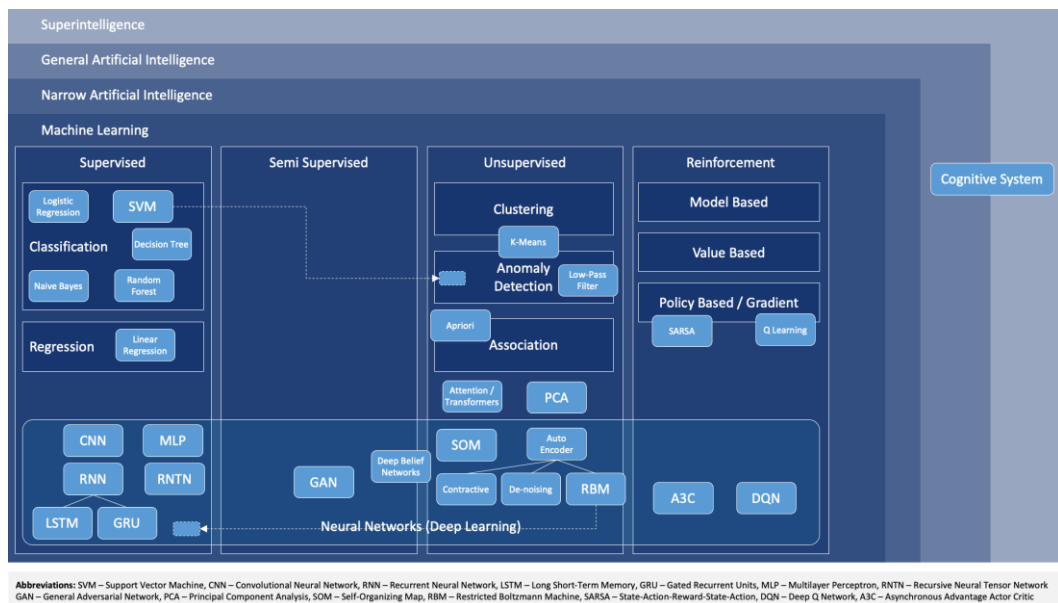 Superintelligence
General Artificial Intelligence
Narrow Artificial Intelligence
Machine Learning
Cognitive System
Supervised
Logistic
Regression
SVM
Classification
Decision Tree
Naive Bayes
Random
Forest
Regression
Linear
Regression
Semi Supervised
Unsupervised
Clustering
K-Means
Anomaly
Detection
Low-Pass
Filter
Apriori
Association
Attention /
Transformers
PCA
Reinforcement
Model Based
Value Based
Policy Based / Gradient
SARSA
Q Learning
CNN
MLP
RNN
RNTN
LSTM
GRU
GAN
Deep Belief
Networks
SOM
Auto
Encoder
Contractive
De-noising
RBM
A3C
DQN
Neural Networks (Deep Learning)
Abbreviations: SVM – Support Vector Machine, CNN – Convolutional Neural Network, RNN – Recurrent Neural Network, LSTM – Long Short-Term Memory, GRU – Gated Recurrent Units, MLP – Multilayer Perceptron, RNTN – Recursive Neural Tensor Network
GAN – General Adversarial Network, PCA – Principal Component Analysis, SOM – Self-Organizing Map, RBM – Restricted Boltzmann Machine, SARSA – State-Action-Reward-State-Action, DQN – Deep Q Network, A3C – Asynchronous Advantage Actor Critic